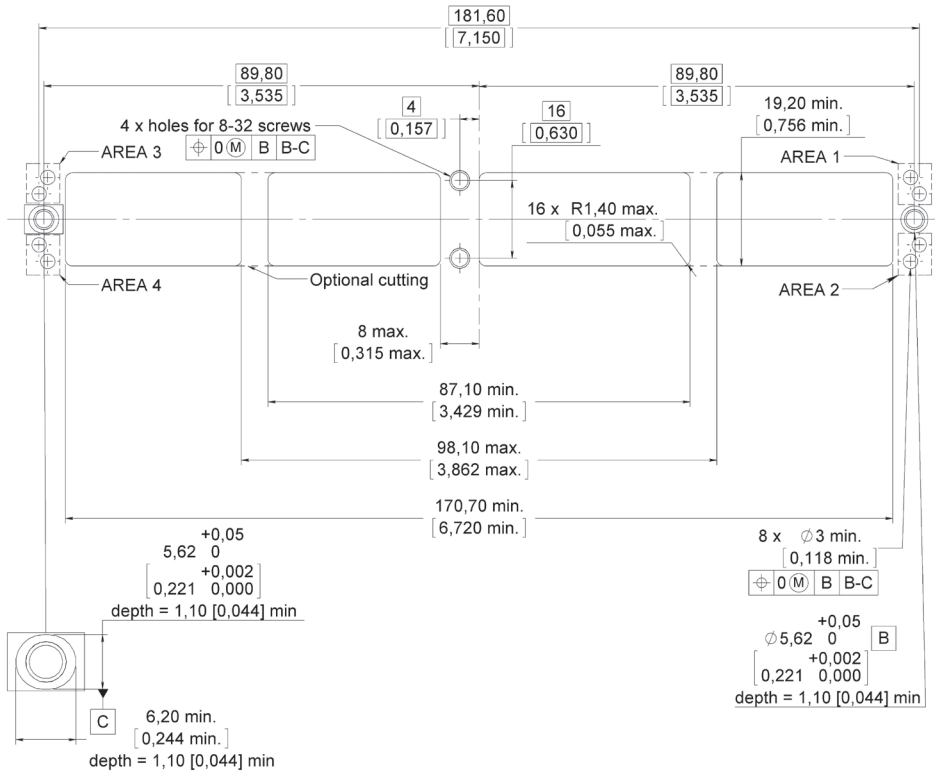 181,60
[7,150]
89,80
[3,535]
89,80
[3,535]
4
[0,157]
16
[0,630]
19,20 min.
[0,756 min.]
4 x holes for 8-32 screws
⌖ 0 Ⓜ B B-C
AREA 3
AREA 1
16 x R1,40 max.
[0,055 max.]
AREA 4
Optional cutting
AREA 2
8 max.
[0,315 max.]
87,10 min.
[3,429 min.]
98,10 max.
[3,862 max.]
170,70 min.
[6,720 min.]
+0,05
5,62 0
+0,002
[0,221 0,000]
depth = 1,10 [0,044] min
8 x ∅3 min.
[0,118 min.]
⌖ 0 Ⓜ B B-C
+0,05
∅5,62 0 B
+0,002
[0,221 0,000]
depth = 1,10 [0,044] min
C
6,20 min.
[0,244 min.]
depth = 1,10 [0,044] min